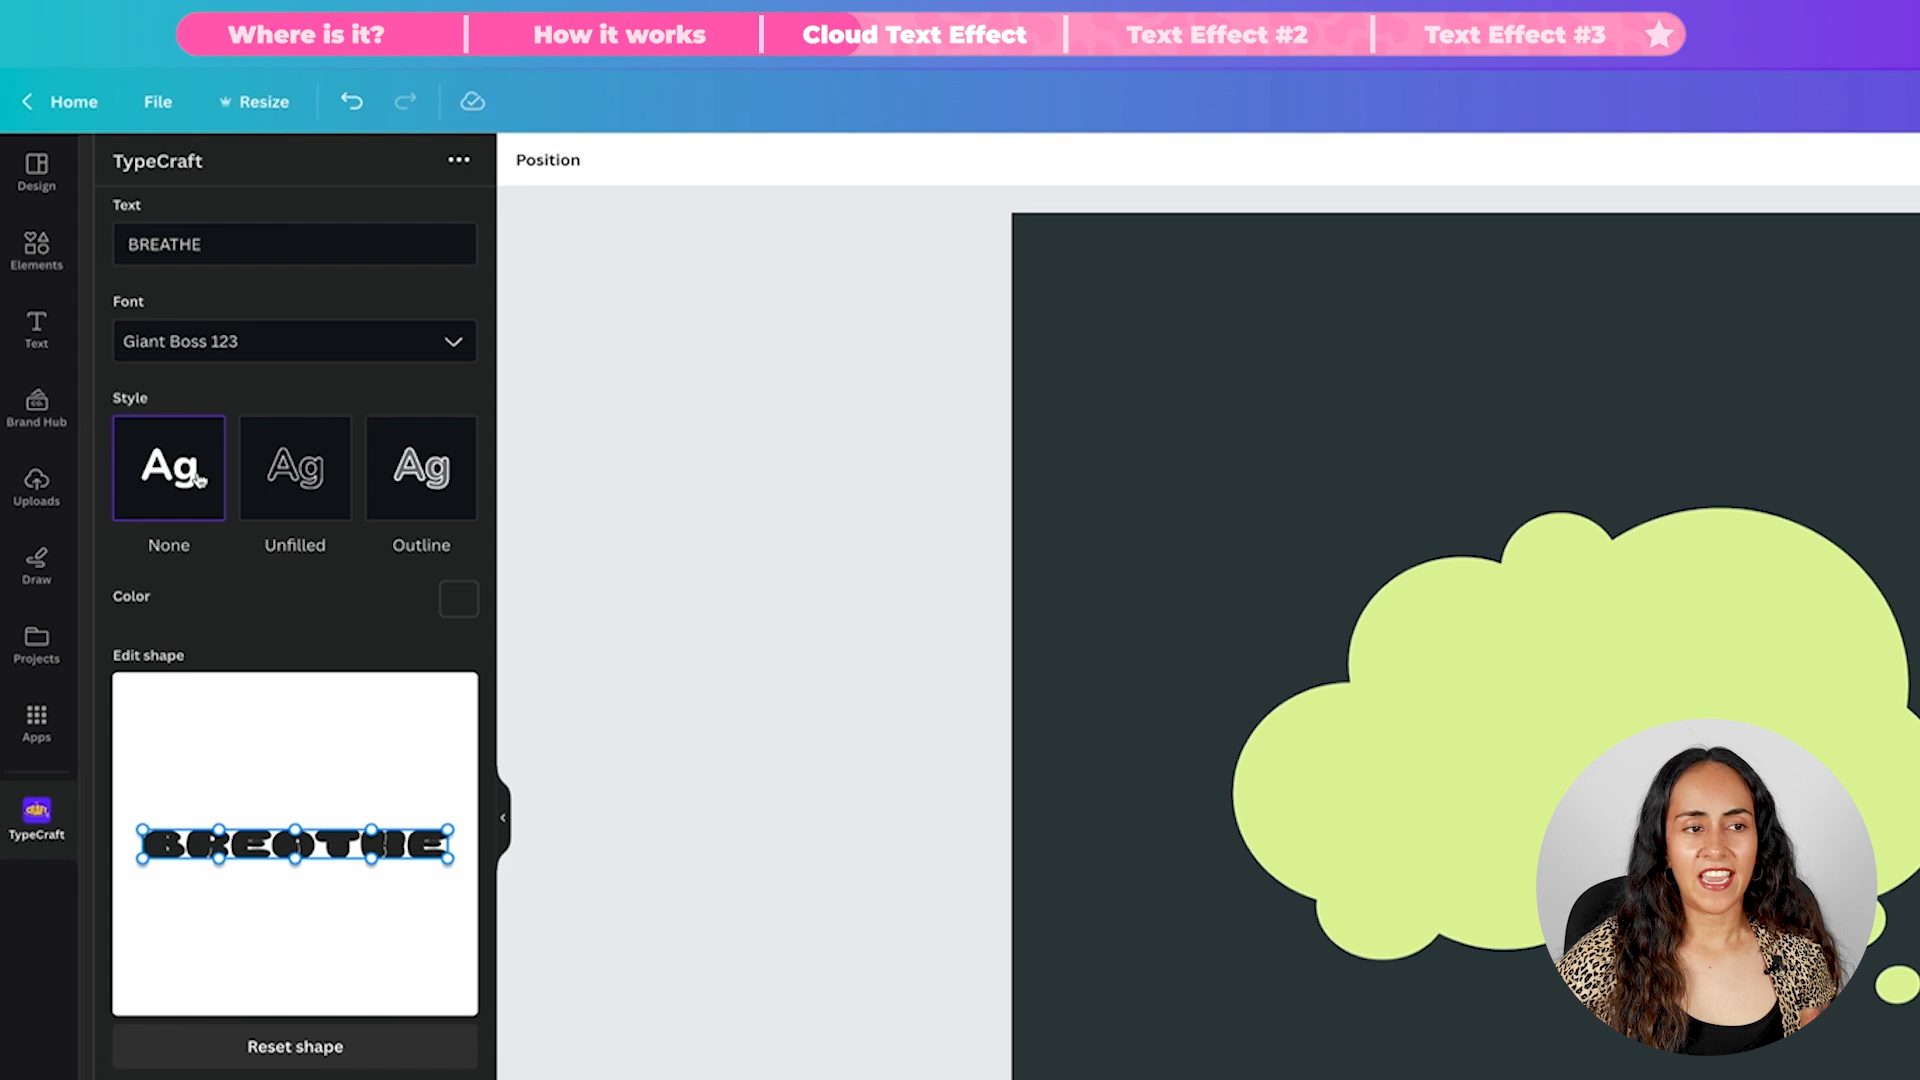 Where is it?
How it works
Cloud Text Effect
Text Effect #2
Text Effect #3
Home
File
Resize
TypeCraft
Position
Design
Elements
Text
Brand Hub
Uploads
Draw
Projects
Apps
TypeCraft
Text
BREATHE
Font
Giant Boss 123
Style
Ag
Ag
Ag
None
Unfilled
Outline
Color
Edit shape
BREATHE
Reset shape